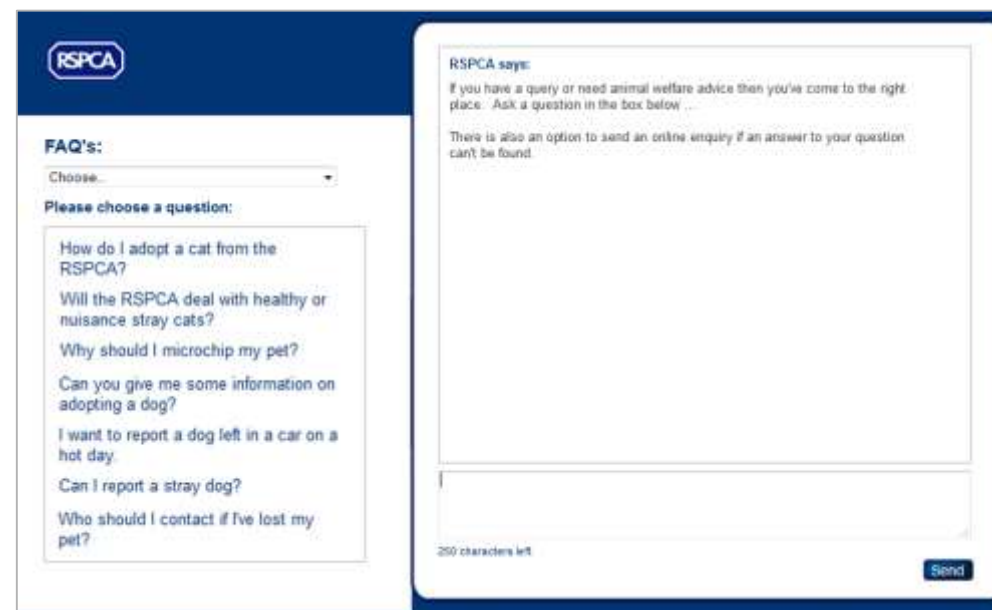 RSPCA
FAQ's:
Choose...
Please choose a question:
How do I adopt a cat from the
RSPCA?
Will the RSPCA deal with healthy or
nuisance stray cats?
Why should I microchip my pet?
Can you give me some information on
adopting a dog?
I want to report a dog left in a car on a
hot day.
Can I report a stray dog?
Who should I contact if I've lost my
pet?
RSPCA says:
If you have a query or need animal welfare advice then you've come to the right
place. Ask a question in the box below ...
There is also an option to send an online enquiry if an answer to your question
can't be found.
250 characters left
Send